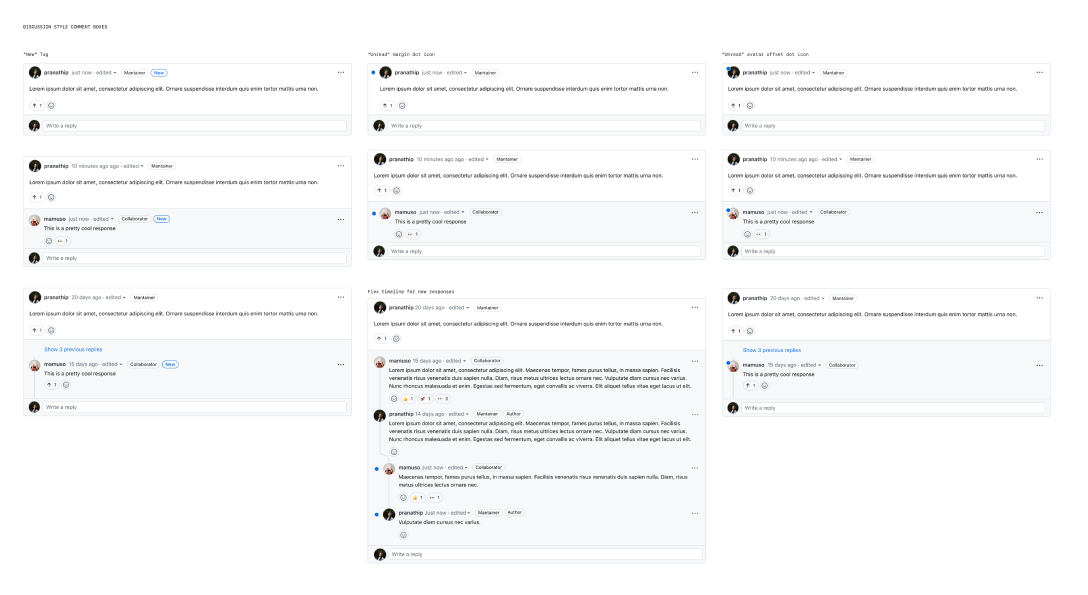 DISCUSSION STYLE COMMENT BOXES
"New" Tag
pranathip just now · edited Mantainer New
Lorem ipsum dolor sit amet, consectetur adipiscing elit. Ornare suspendisse interdum quis enim tortor mattis urna non.
↑ 1
Write a reply
pranathip 10 minutes ago ago · edited Mantainer
Lorem ipsum dolor sit amet, consectetur adipiscing elit. Ornare suspendisse interdum quis enim tortor mattis urna non.
↑ 1
mamuso just now · edited Collaborator New
This is a pretty cool response
1
Write a reply
pranathip 20 days ago · edited Mantainer
Lorem ipsum dolor sit amet, consectetur adipiscing elit. Ornare suspendisse interdum quis enim tortor mattis urna non.
↑ 1
Show 3 previous replies
mamuso 15 days ago · edited Collaborator New
This is a pretty cool response
↑ 1
Write a reply
"Unread" margin dot icon
pranathip just now · edited Mantainer
Lorem ipsum dolor sit amet, consectetur adipiscing elit. Ornare suspendisse interdum quis enim tortor mattis urna non.
↑ 1
Write a reply
pranathip 10 minutes ago ago · edited Mantainer
Lorem ipsum dolor sit amet, consectetur adipiscing elit. Ornare suspendisse interdum quis enim tortor mattis urna non.
↑ 1
mamuso just now · edited Collaborator
This is a pretty cool response
1
Write a reply
Flex timeline for new responses
pranathip 20 days ago · edited Mantainer
Lorem ipsum dolor sit amet, consectetur adipiscing elit. Ornare suspendisse interdum quis enim tortor mattis urna non.
↑ 1
mamuso 15 days ago · edited Collaborator
Lorem ipsum dolor sit amet, consectetur adipiscing elit. Maecenas tempor, fames purus tellus, in massa sapien. Facilisis
venenatis risus venenatis duis sapien nulla. Diam, risus metus ultrices lectus ornare nec. Vulputate diam cursus nec varius.
Nunc rhoncus malesuada et enim. Egestas sed fermentum, eget convallis ac viverra. Elit aliquet tellus vitae eget lacus ut elit.
1 1 3
pranathip 14 days ago · edited Mantainer Author
Lorem ipsum dolor sit amet, consectetur adipiscing elit. Maecenas tempor, fames purus tellus, in massa sapien. Facilisis
venenatis risus venenatis duis sapien nulla. Diam, risus metus ultrices lectus ornare nec. Vulputate diam cursus nec varius.
Nunc rhoncus malesuada et enim. Egestas sed fermentum, eget convallis ac viverra. Elit aliquet tellus vitae eget lacus ut elit.
mamuso Just now · edited Collaborator
Maecenas tempor, fames purus tellus, in massa sapien. Facilisis venenatis risus venenatis duis sapien nulla. Diam, risus
metus ultrices lectus ornare nec.
1 1
pranathip Just now · edited Mantainer Author
Vulputate diam cursus nec varius.
Write a reply
"Unread" avatar offset dot icon
pranathip just now · edited Mantainer
Lorem ipsum dolor sit amet, consectetur adipiscing elit. Ornare suspendisse interdum quis enim tortor mattis urna non.
↑ 1
Write a reply
pranathip 10 minutes ago ago · edited Mantainer
Lorem ipsum dolor sit amet, consectetur adipiscing elit. Ornare suspendisse interdum quis enim tortor mattis urna non.
↑ 1
mamuso just now · edited Collaborator
This is a pretty cool response
1
Write a reply
pranathip 20 days ago · edited Mantainer
Lorem ipsum dolor sit amet, consectetur adipiscing elit. Ornare suspendisse interdum quis enim tortor mattis urna non.
↑ 1
Show 3 previous replies
mamuso 15 days ago · edited Collaborator
This is a pretty cool response
↑ 1
Write a reply